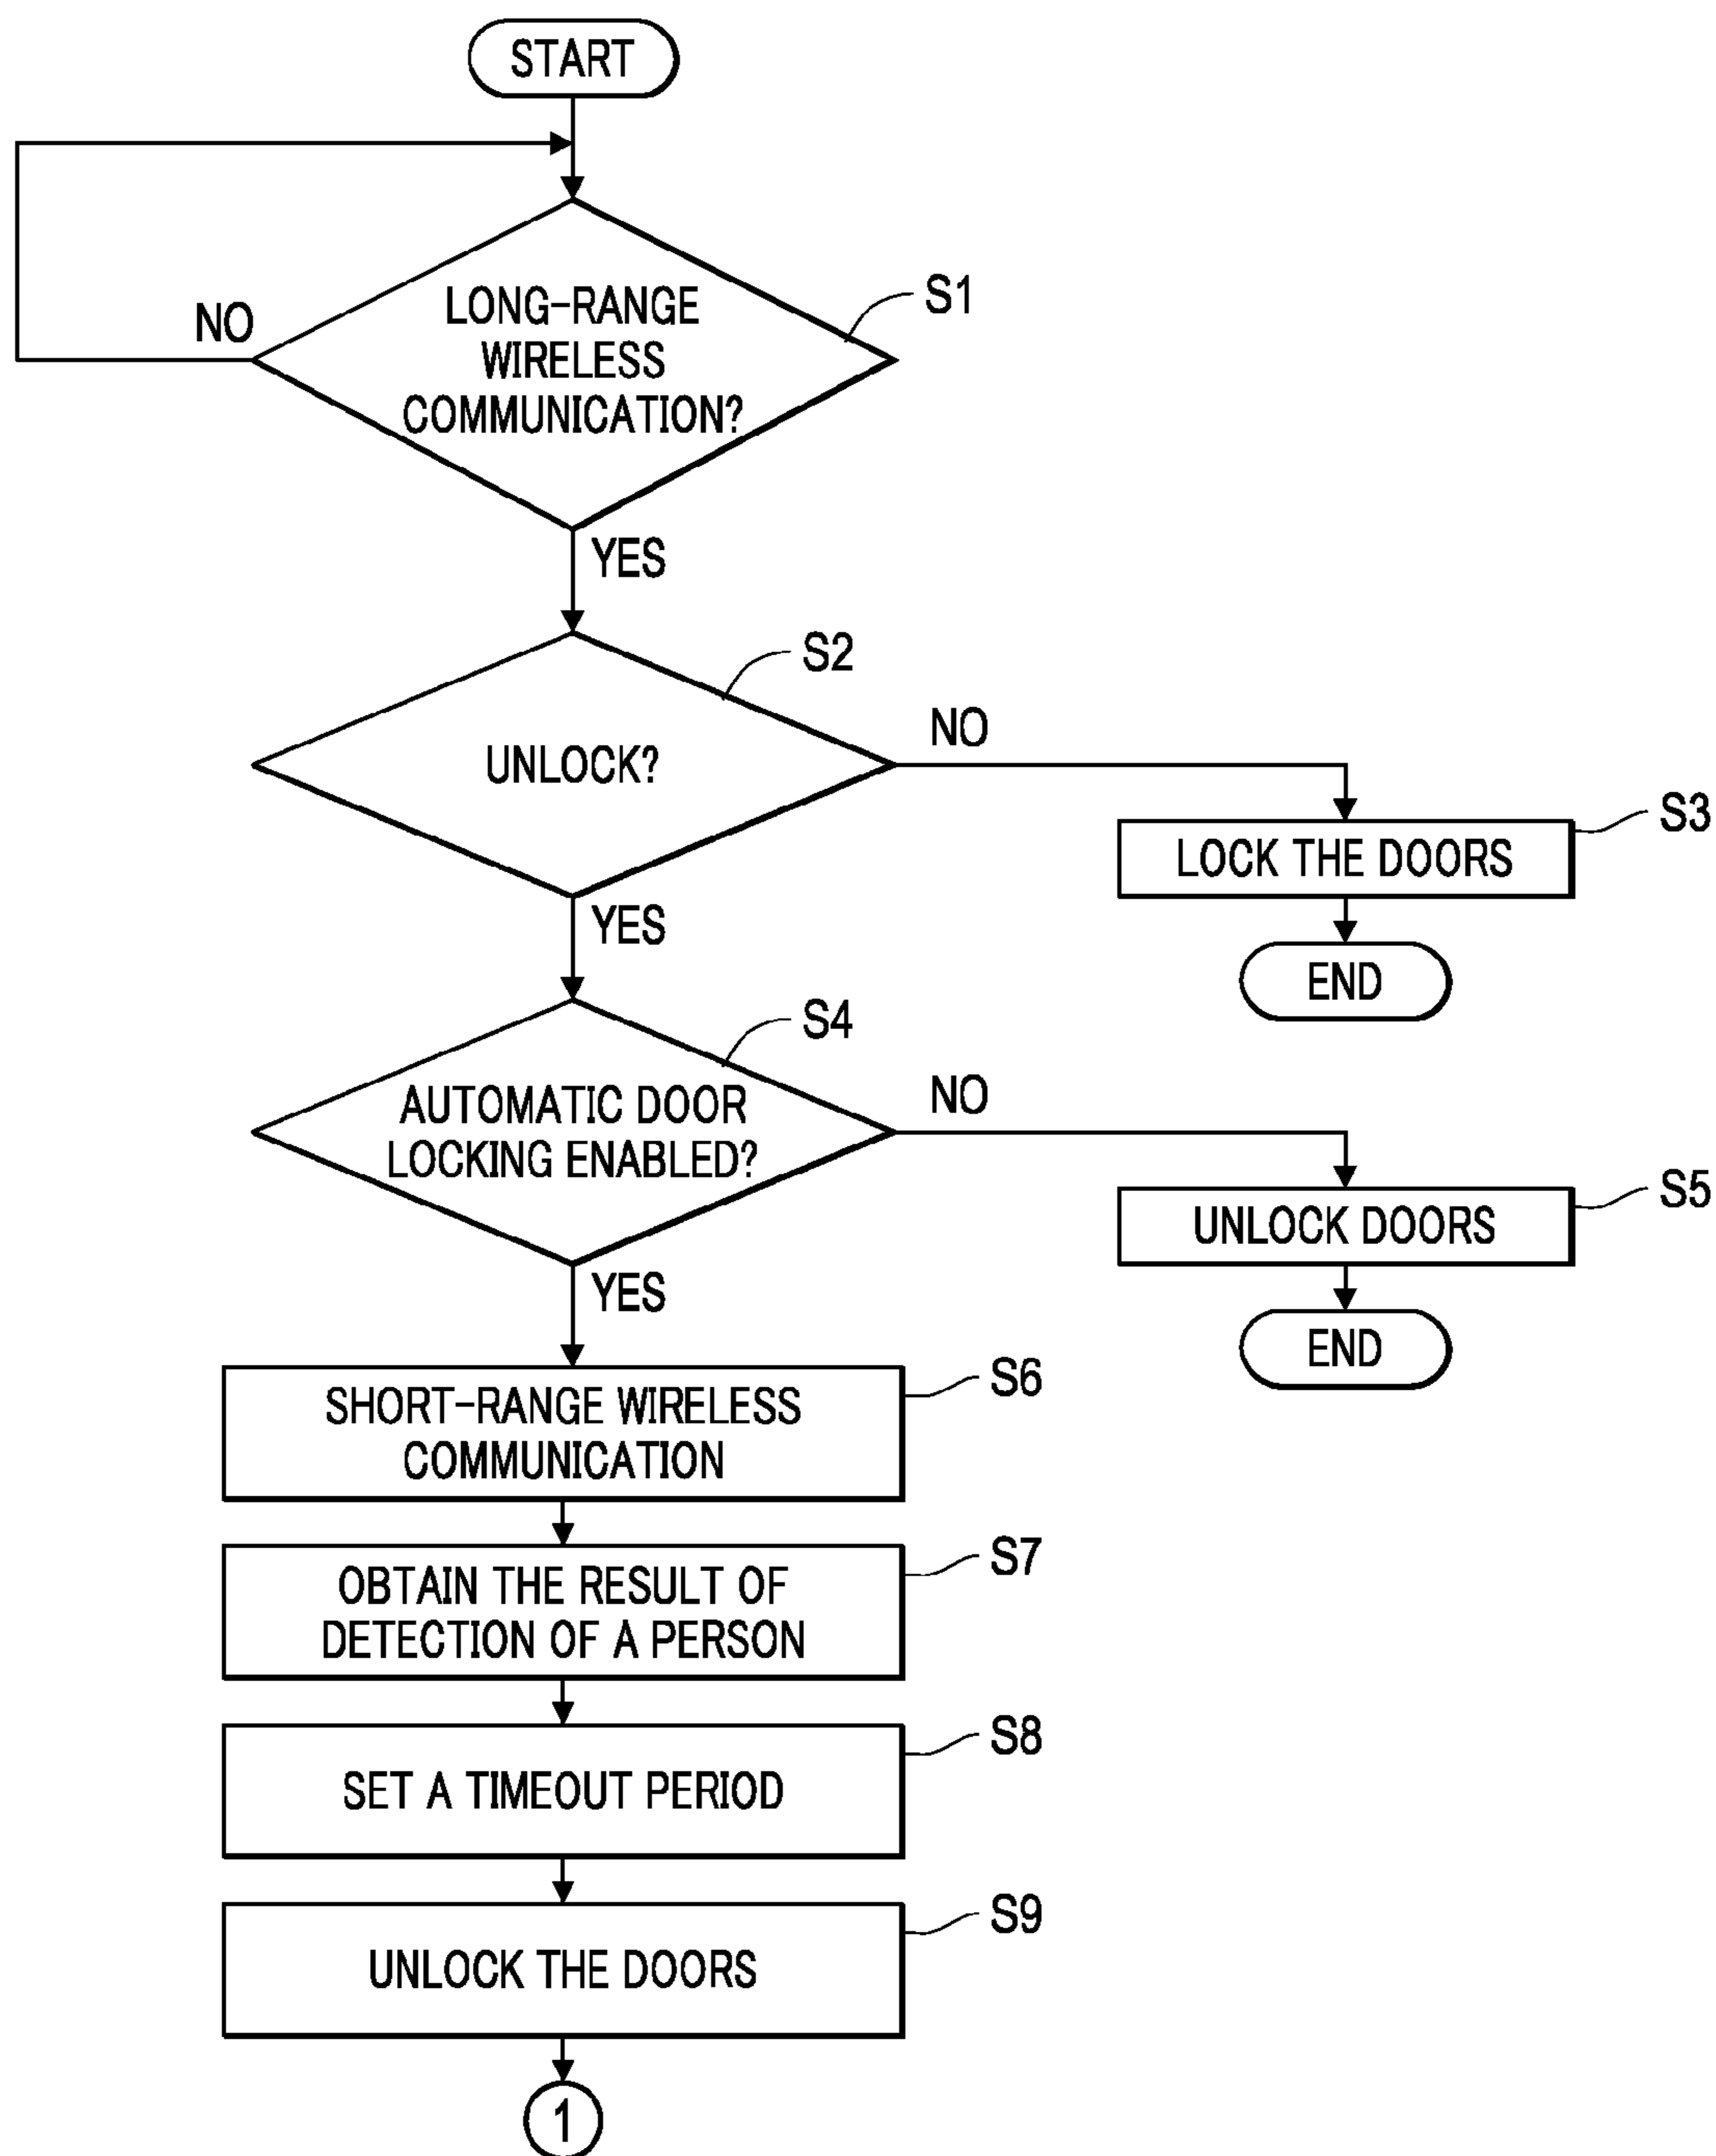 START
LONG-RANGE
WIRELESS
COMMUNICATION?
S1
NO
YES
UNLOCK?
S2
NO
LOCK THE DOORS
S3
END
YES
AUTOMATIC DOOR
LOCKING ENABLED?
S4
NO
UNLOCK DOORS
S5
END
YES
SHORT-RANGE WIRELESS
COMMUNICATION
S6
OBTAIN THE RESULT OF
DETECTION OF A PERSON
S7
SET A TIMEOUT PERIOD
S8
UNLOCK THE DOORS
S9
1